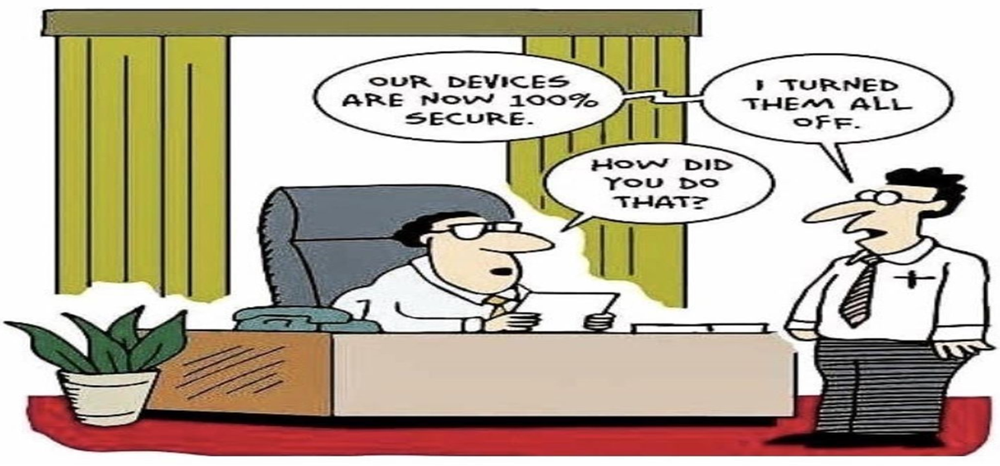 OUR DEVICES
ARE NOW 100%
SECURE.
HOW DID
YOU DO
THAT?
I TURNED
THEM ALL
OFF.